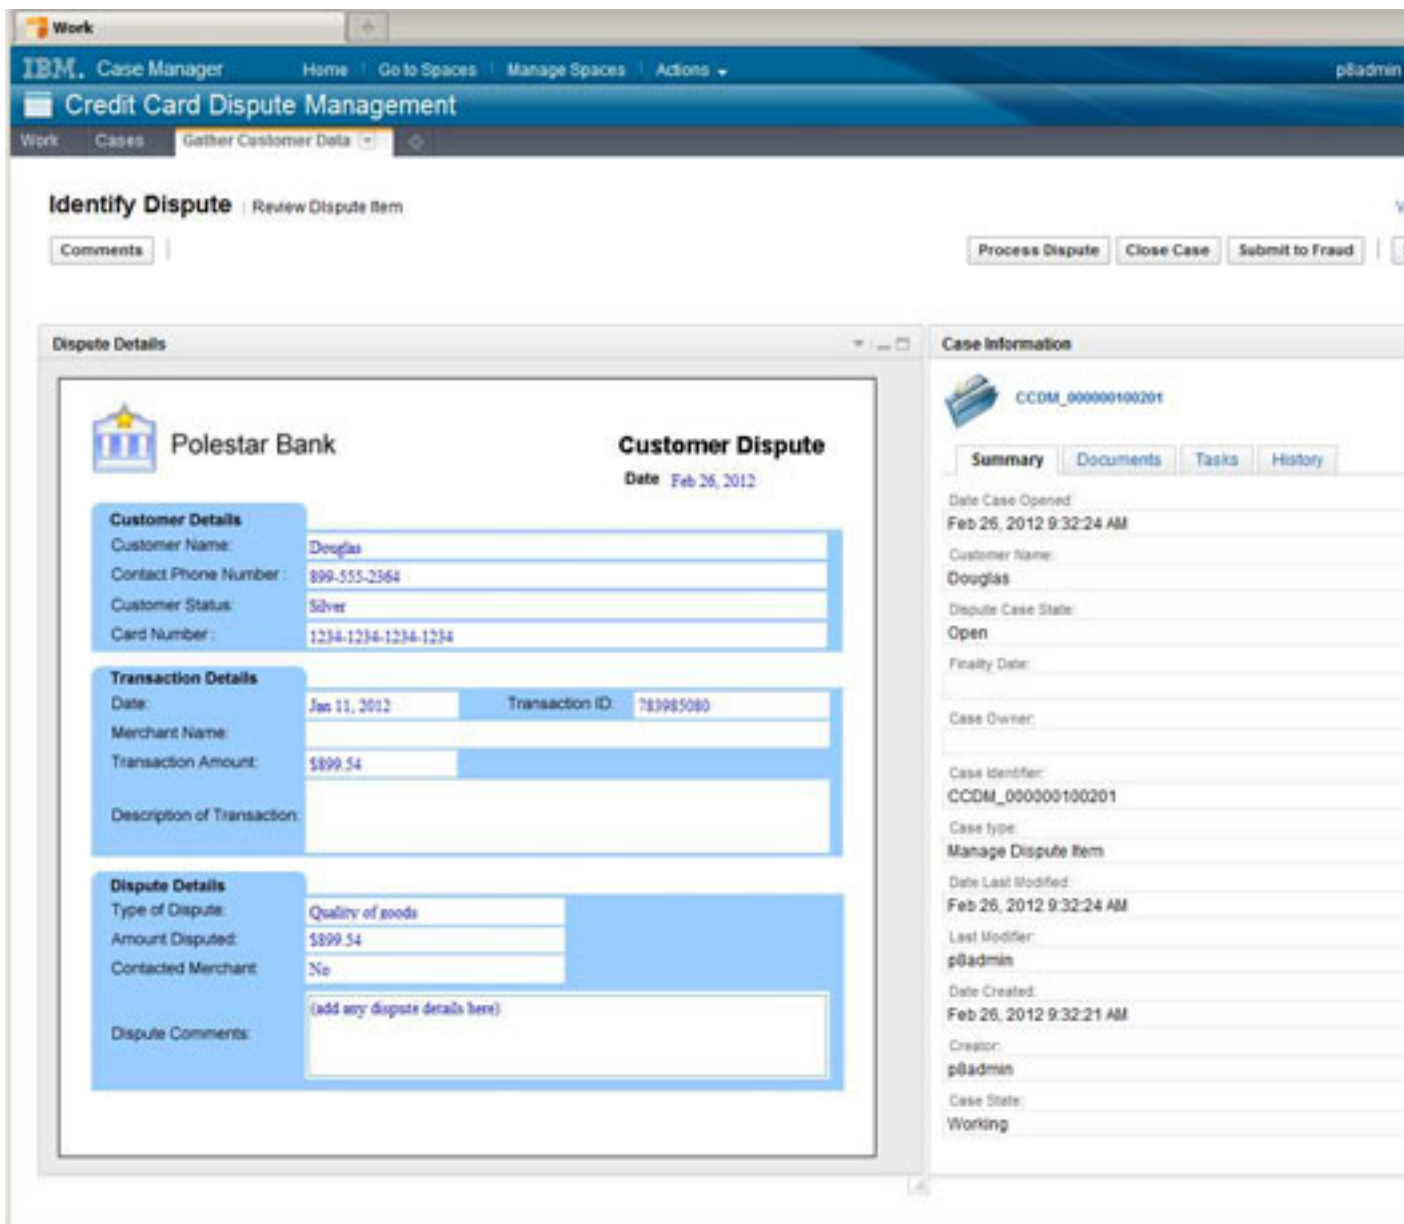 Work
IBM. Case Manager Home Go to Spaces Manage Spaces Actions p8admin
Credit Card Dispute Management
Work Cases Gather Customer Data
Identify Dispute | Review Dispute Item
Comments Process Dispute Close Case Submit to Fraud
Dispute Details
Polestar Bank Customer Dispute
Date Feb 26, 2012
Customer Details
Customer Name: Douglas
Contact Phone Number : 899-555-2364
Customer Status: Silver
Card Number : 1234-1234-1234-1234
Transaction Details
Date: Jan 11, 2012 Transaction ID: 783985080
Merchant Name:
Transaction Amount: $899.54
Description of Transaction:
Dispute Details
Type of Dispute: Quality of goods
Amount Disputed: $899.54
Contacted Merchant: No
(add any dispute details here)
Dispute Comments:
Case Information
CCDM_000000100201
Summary Documents Tasks History
Date Case Opened:
Feb 26, 2012 9:32:24 AM
Customer Name:
Douglas
Dispute Case State:
Open
Finality Date:
Case Owner:
Case Identifier:
CCDM_000000100201
Case type:
Manage Dispute Item
Date Last Modified:
Feb 26, 2012 9:32:24 AM
Last Modifier:
p8admin
Date Created:
Feb 26, 2012 9:32:21 AM
Creator:
p8admin
Case State:
Working